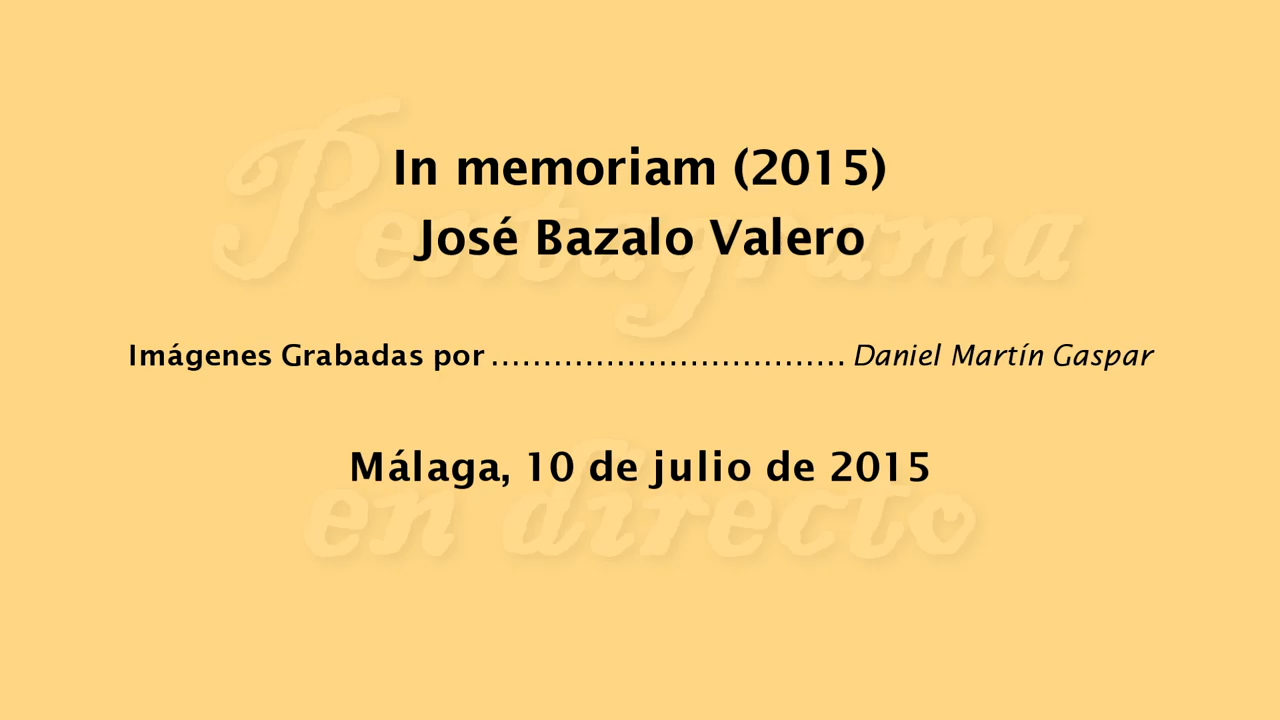 In memoriam (2015)
José Bazalo Valero
Pentagrama
Imágenes Grabadas por .................................. Daniel Martín Gaspar
Málaga, 10 de julio de 2015
en directo